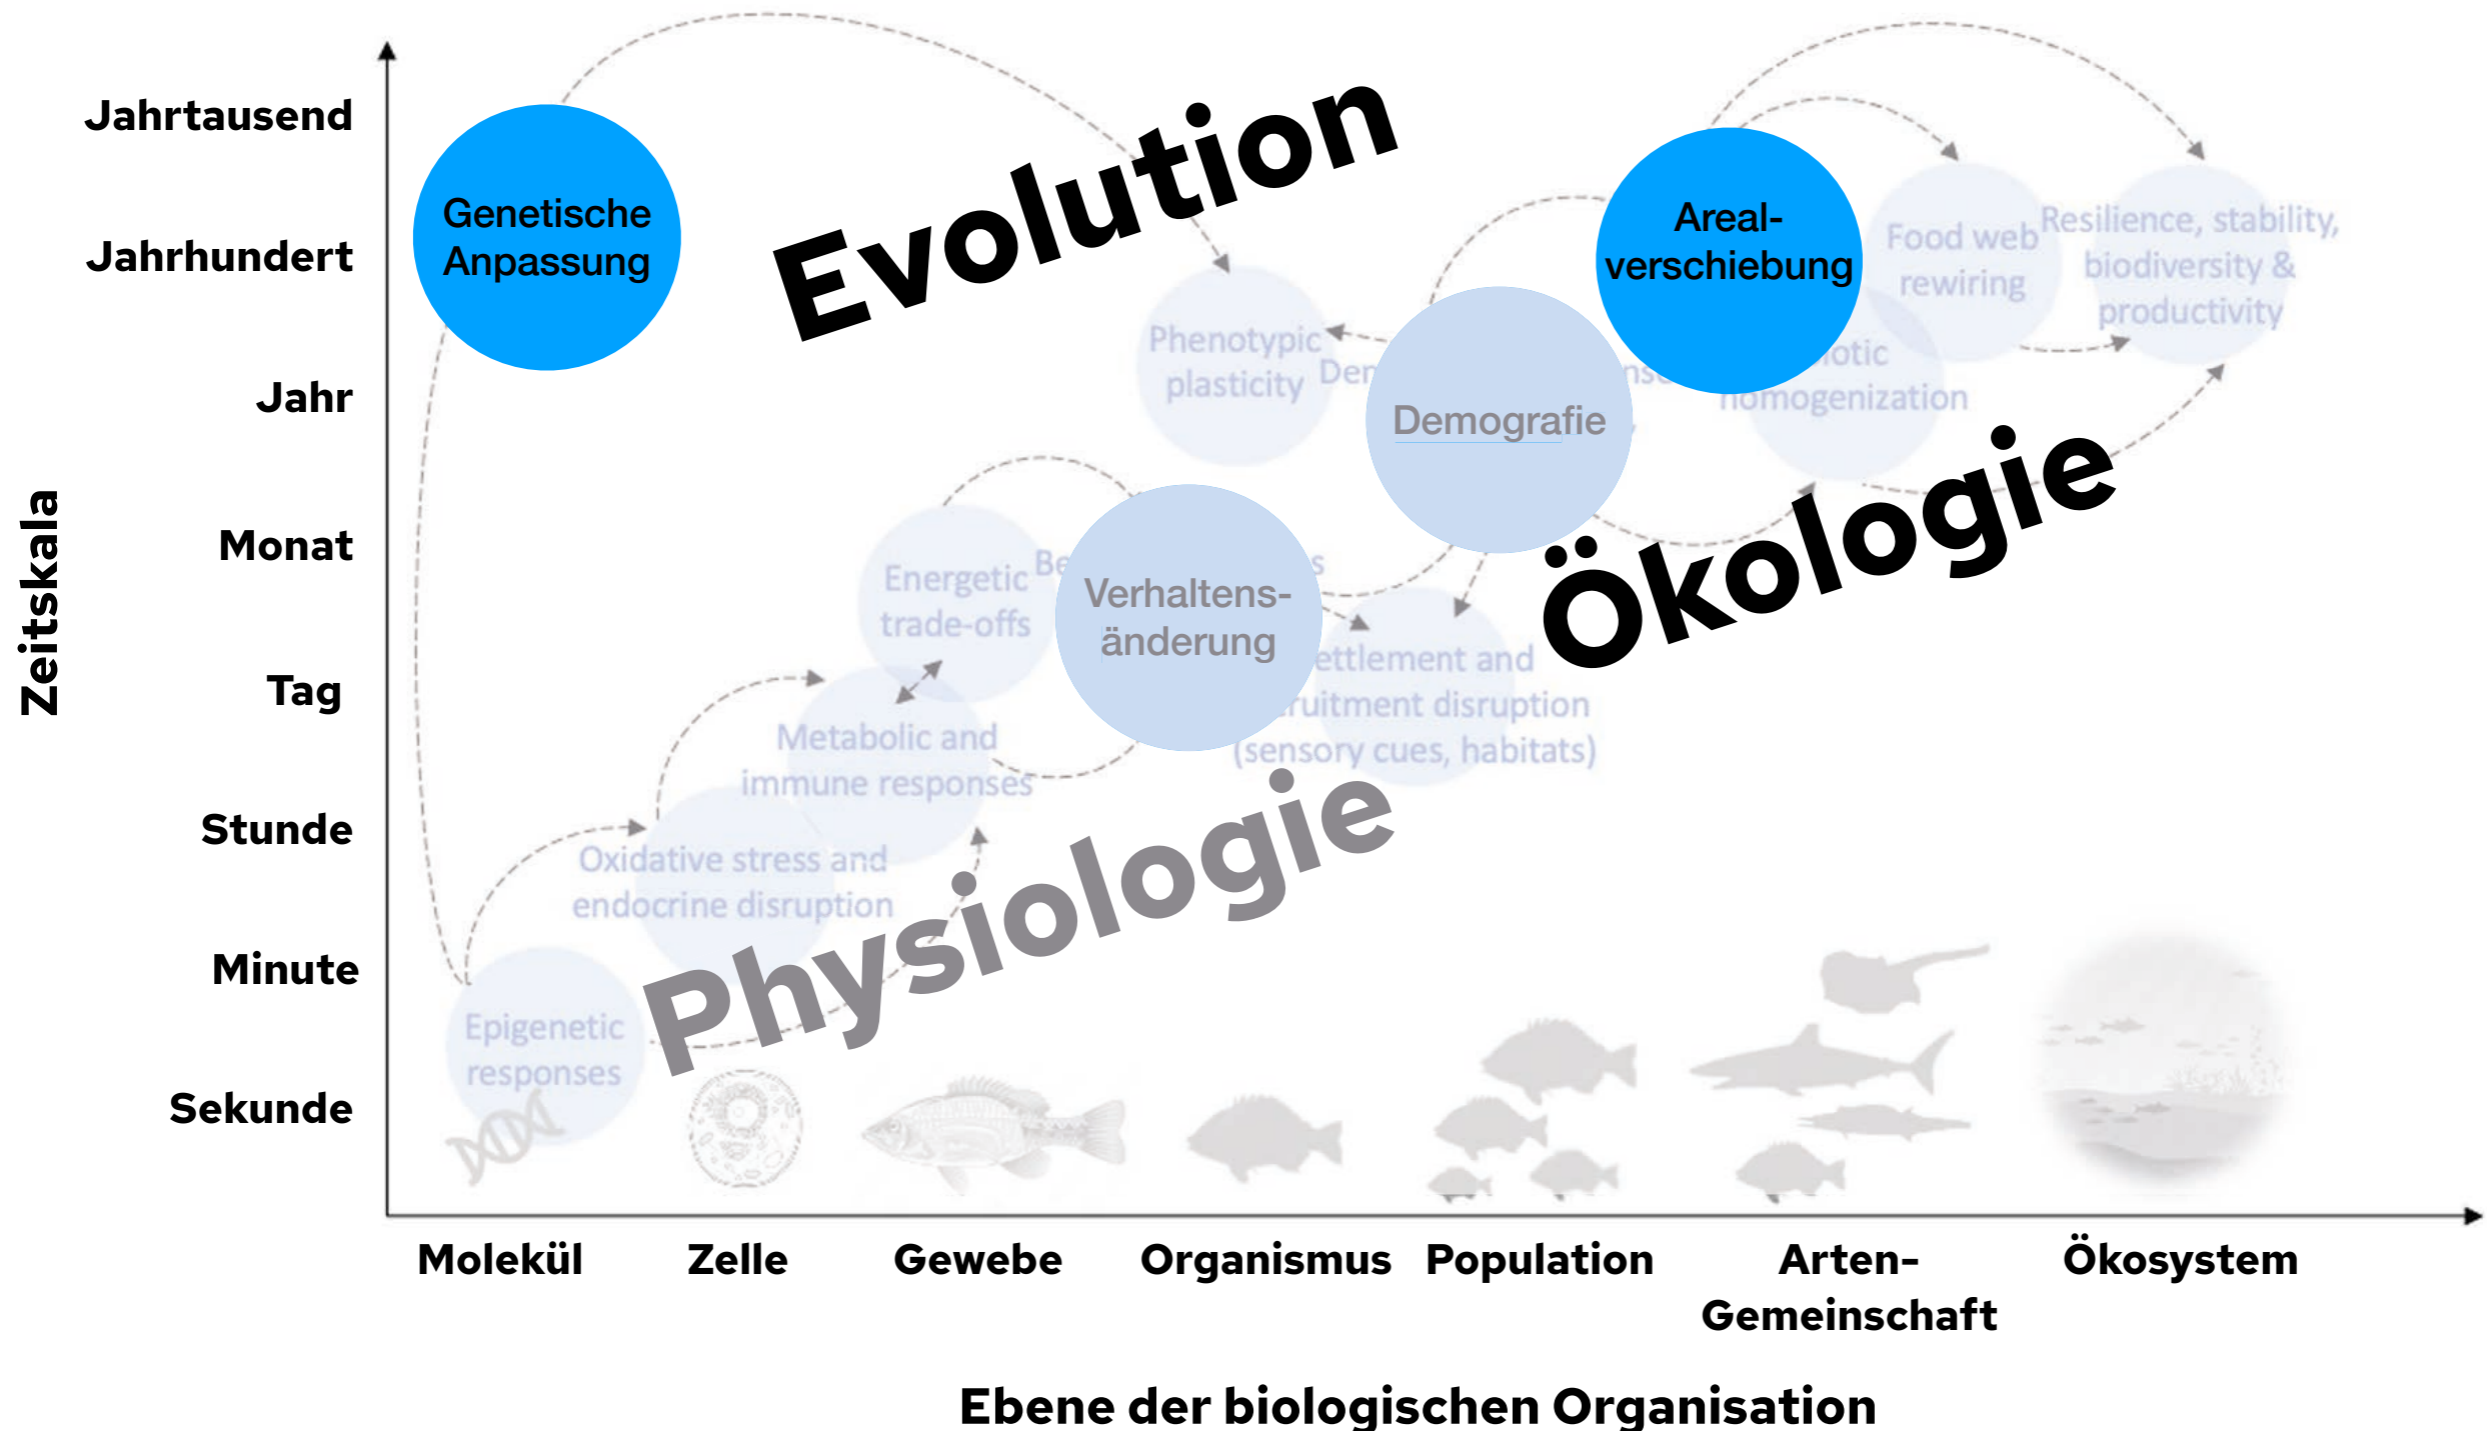 Jahrtausend
Jahrhundert
Jahr
Monat
Tag
Stunde
Minute
Sekunde
Zeitskala
Genetische
Anpassung
Evolution
Areal-
verschiebung
Food web
rewiring
Resilience, stability,
biodiversity &
productivity
Phenotypic
plasticity
Demografie
homogenization
Ökologie
Energetic
trade-offs
Verhaltens-
änderung
and
disruption
(sensory cues, habitats)
Metabolic and
immune responses
Physiologie
Oxidative stress and
endocrine disruption
Epigenetic
responses
Molekül
Zelle
Gewebe
Organismus
Population
Arten-
Gemeinschaft
Ökosystem
Ebene der biologischen Organisation